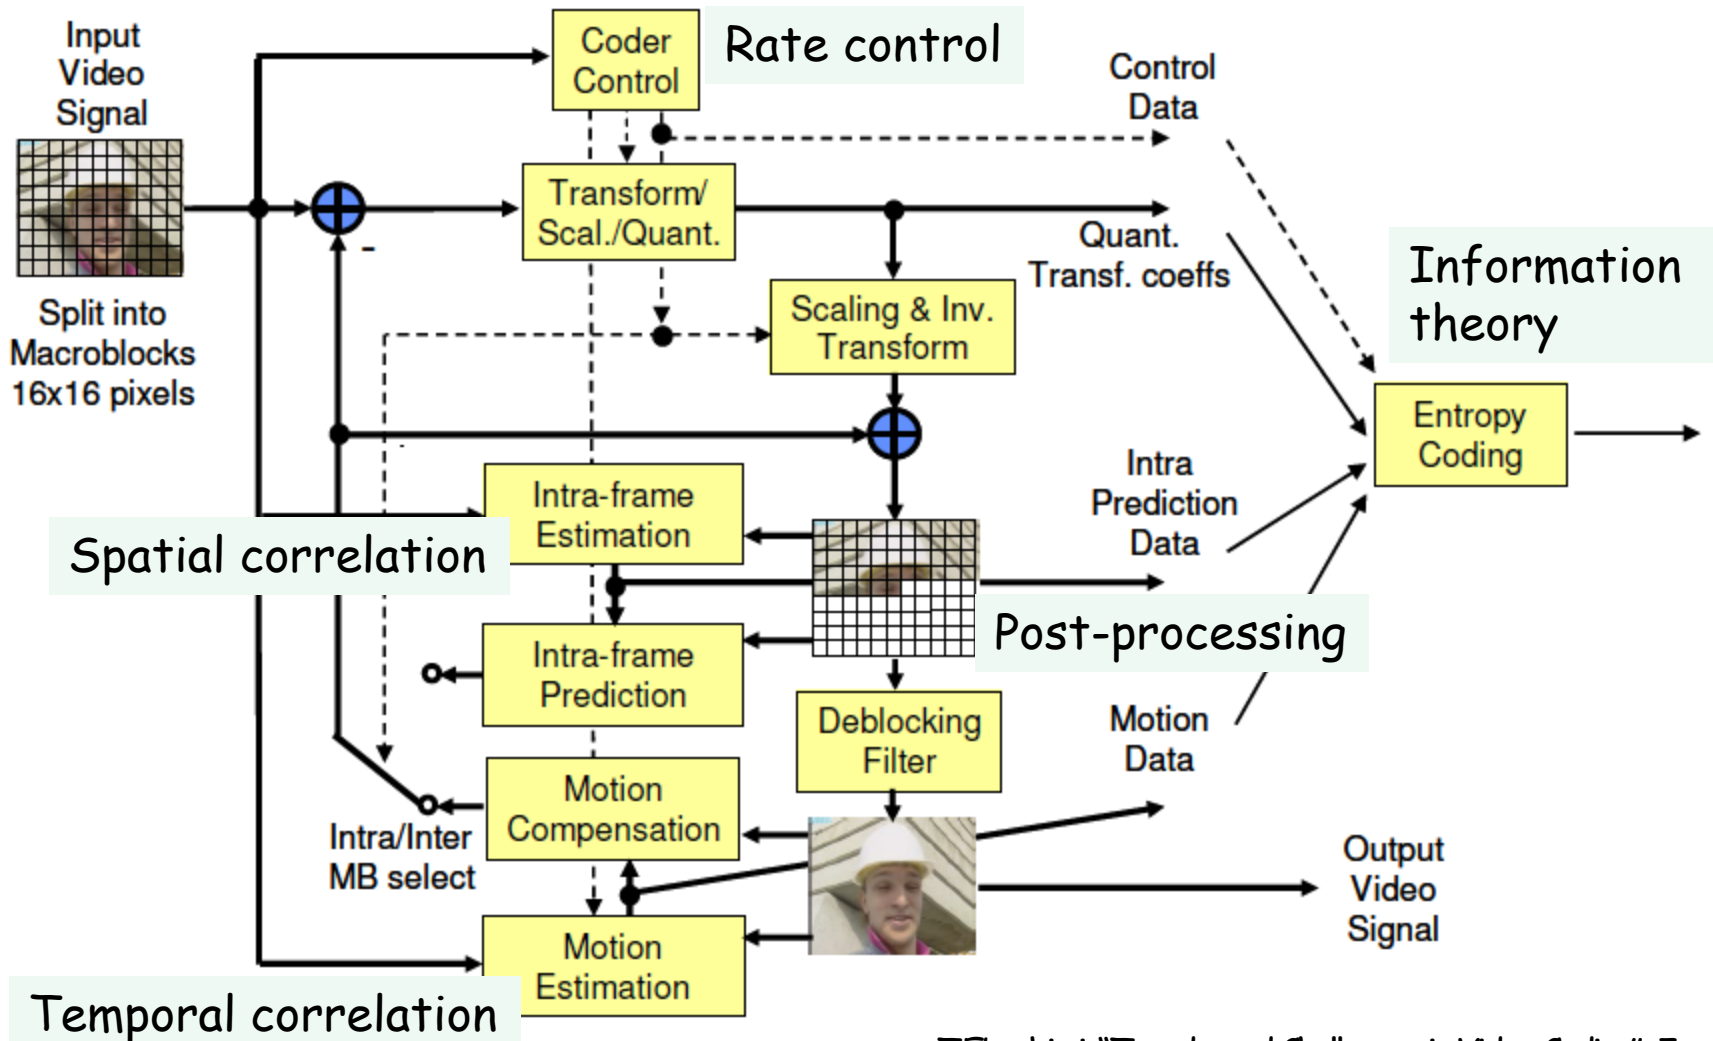 Input
Video
Signal
Coder
Control
Rate control
Control
Data
Transform/
Scal./Quant.
-
Quant.
Transf. coeffs
Information
theory
Split into
Macroblocks
16x16 pixels
Scaling & Inv.
Transform
Entropy
Coding
Intra-frame
Estimation
Intra
Prediction
Data
Spatial correlation
Intra-frame
Prediction
Post-processing
Deblocking
Filter
Motion
Data
Motion
Compensation
Intra/Inter
MB select
Output
Video
Signal
Motion
Estimation
Temporal correlation